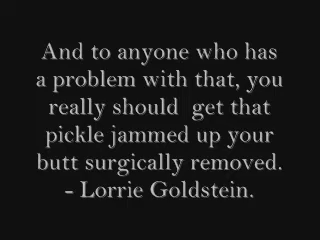 And to anyone who has
a problem with that, you
really should  get that
pickle jammed up your
butt surgically removed.
- Lorrie Goldstein.